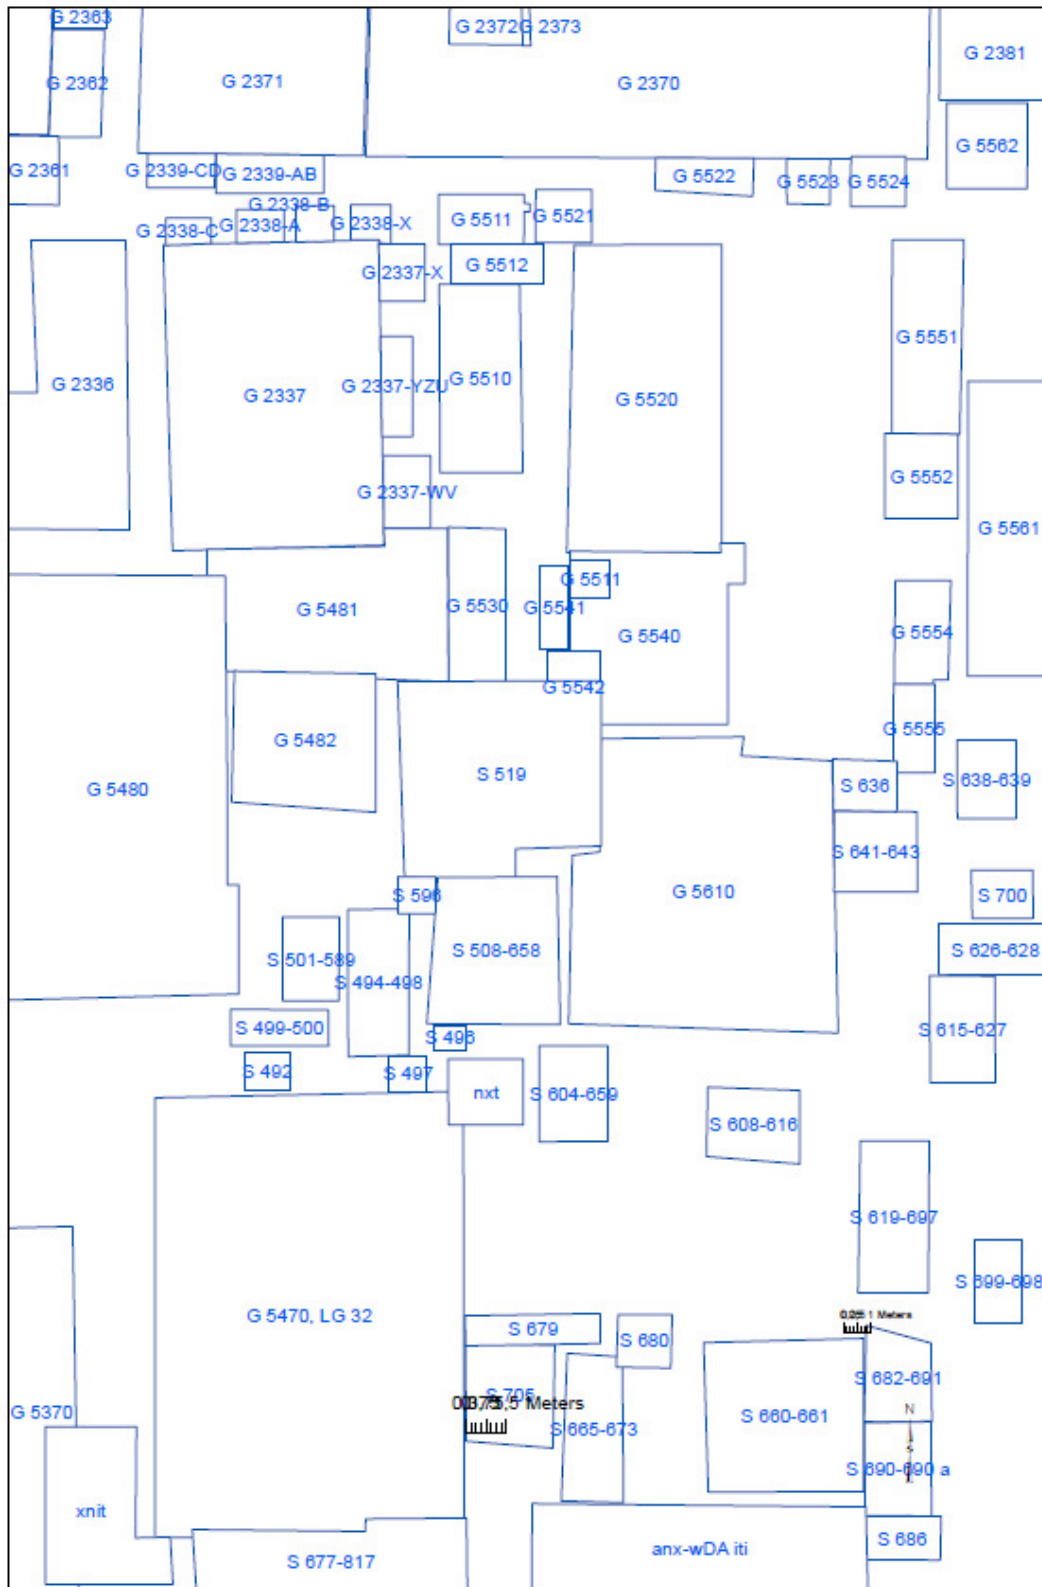 G 2363
G 2372 G 2373
G 2381
G 2362
G 2371
G 2370
G 5562
G 2361
G 2339-CD
G 2339-AB
G 5522
G 5523
G 5524
G 2338-B
G 2338-C
G 2338-A
G 2338-X
G 5511
G 5521
G 2337-X
G 5512
G 5551
G 2336
G 2337
G 2337-YZU
G 5510
G 5520
G 5552
G 2337-WV
G 5561
G 5481
G 5530
G 5541
G 5511
G 5540
G 5554
G 5542
G 5482
G 5555
G 5480
S 519
S 636
S 638-639
S 641-643
S 596
G 5610
S 700
S 501-589
S 494-498
S 508-658
S 626-628
S 499-500
S 496
S 615-627
S 492
S 497
nxt
S 604-659
S 608-616
S 619-697
S 699-698
G 5470, LG 32
S 679
S 680
1 Meters
S 682-691
G 5370
S 705
5 Meters
S 665-673
S 660-661
N
S 690-690 a
xnit
S 677-817
anx-wDA iti
S 686